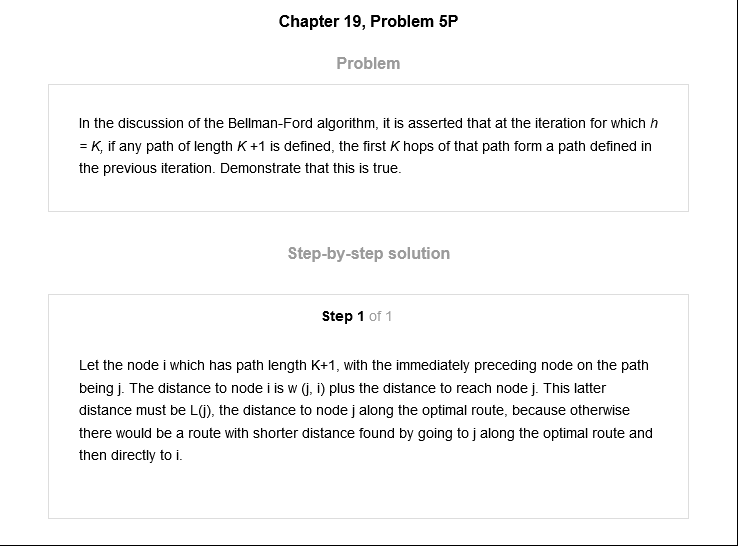 Chapter 19, Problem 5P
Problem
In the discussion of the Bellman-Ford algorithm, it is asserted that at the iteration for which h
= K, if any path of length K +1 is defined, the first K hops of that path form a path defined in
the previous iteration. Demonstrate that this is true.
Step-by-step solution
Step 1 of 1
Let the node i which has path length K+1, with the immediately preceding node on the path
being j. The distance to node i is w (j, i) plus the distance to reach node j. This latter
distance must be L(j), the distance to node j along the optimal route, because otherwise
there would be a route with shorter distance found by going to j along the optimal route and
then directly to i.